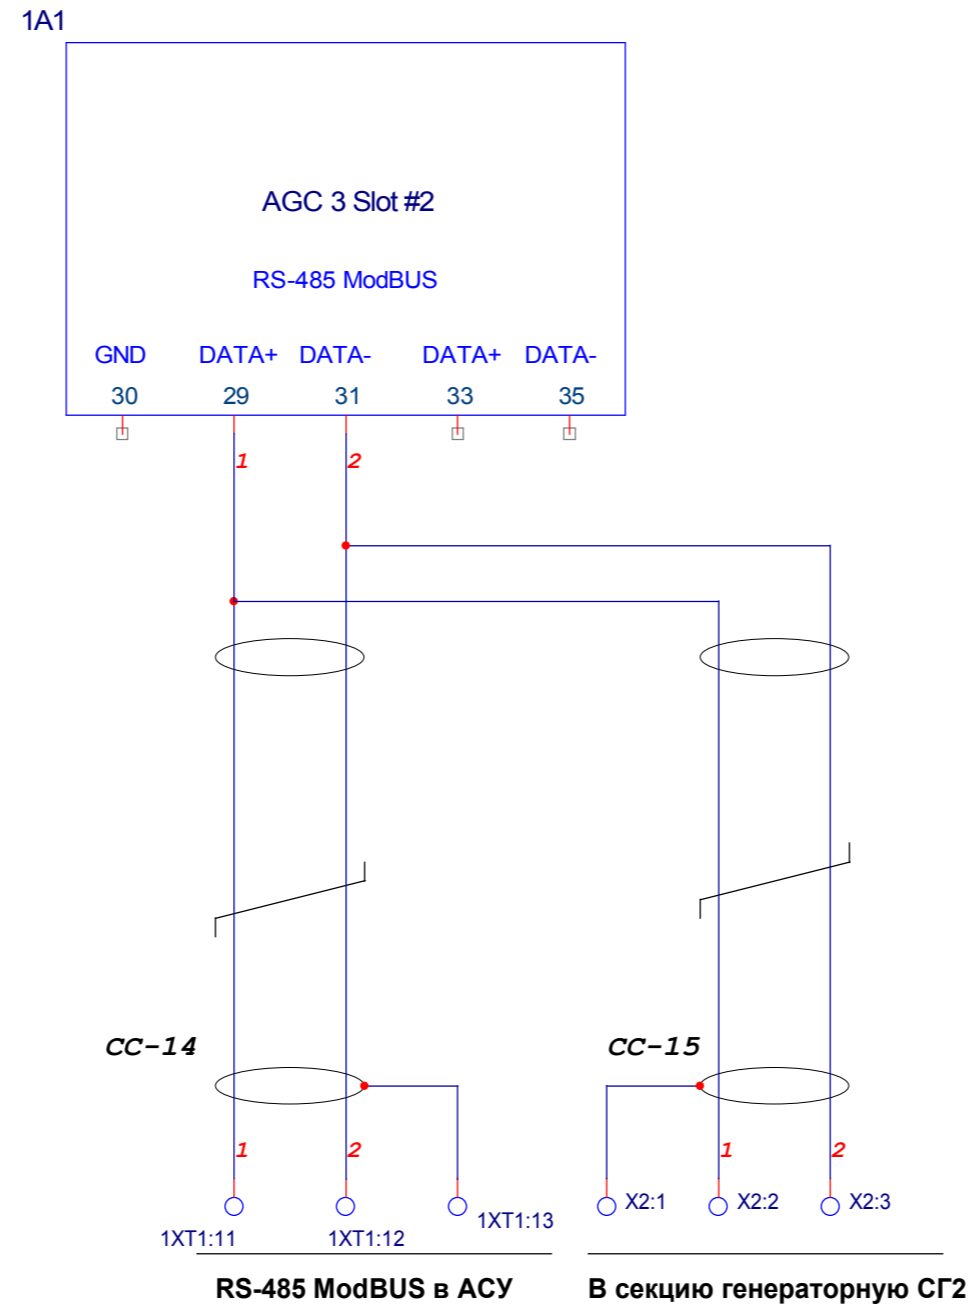 1A1
AGC 3 Slot #2
RS-485 ModBUS
GND DATA+ DATA- DATA+ DATA-
30 29 31 33 35
1 2
CC-14 CC-15
1 2 1 2
1XT1:11 1XT1:12 1XT1:13 X2:1 X2:2 X2:3
RS-485 ModBUS в АСУ В секцию генераторную СГ2